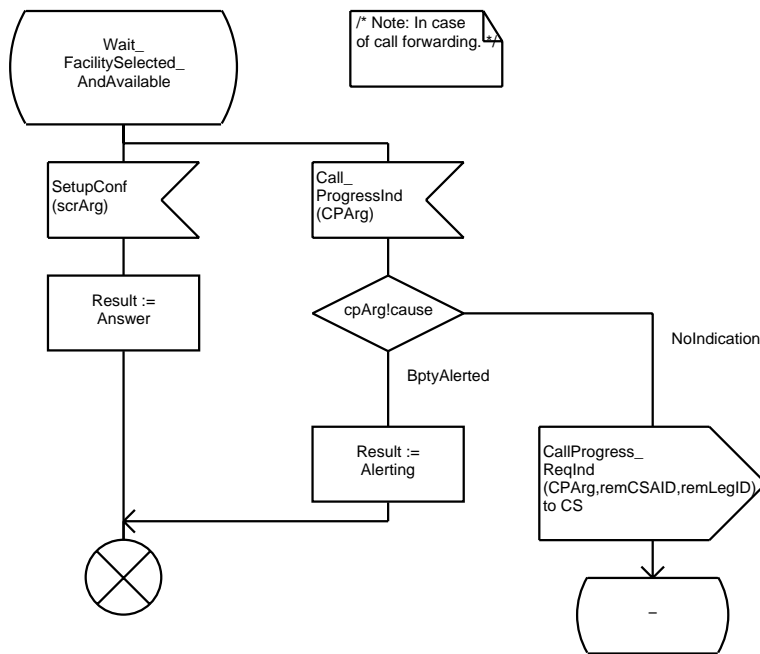 Wait_
FacilitySelected_
AndAvailable
/* Note: In case
of call forwarding. */
SetupConf
(scrArg)
Call_
ProgressInd
(CPArg)
Result :=
Answer
cpArg!cause
NoIndication
BptyAlerted
Result :=
Alerting
CallProgress_
ReqInd
(CPArg,remCSAID,remLegID)
to CS
–